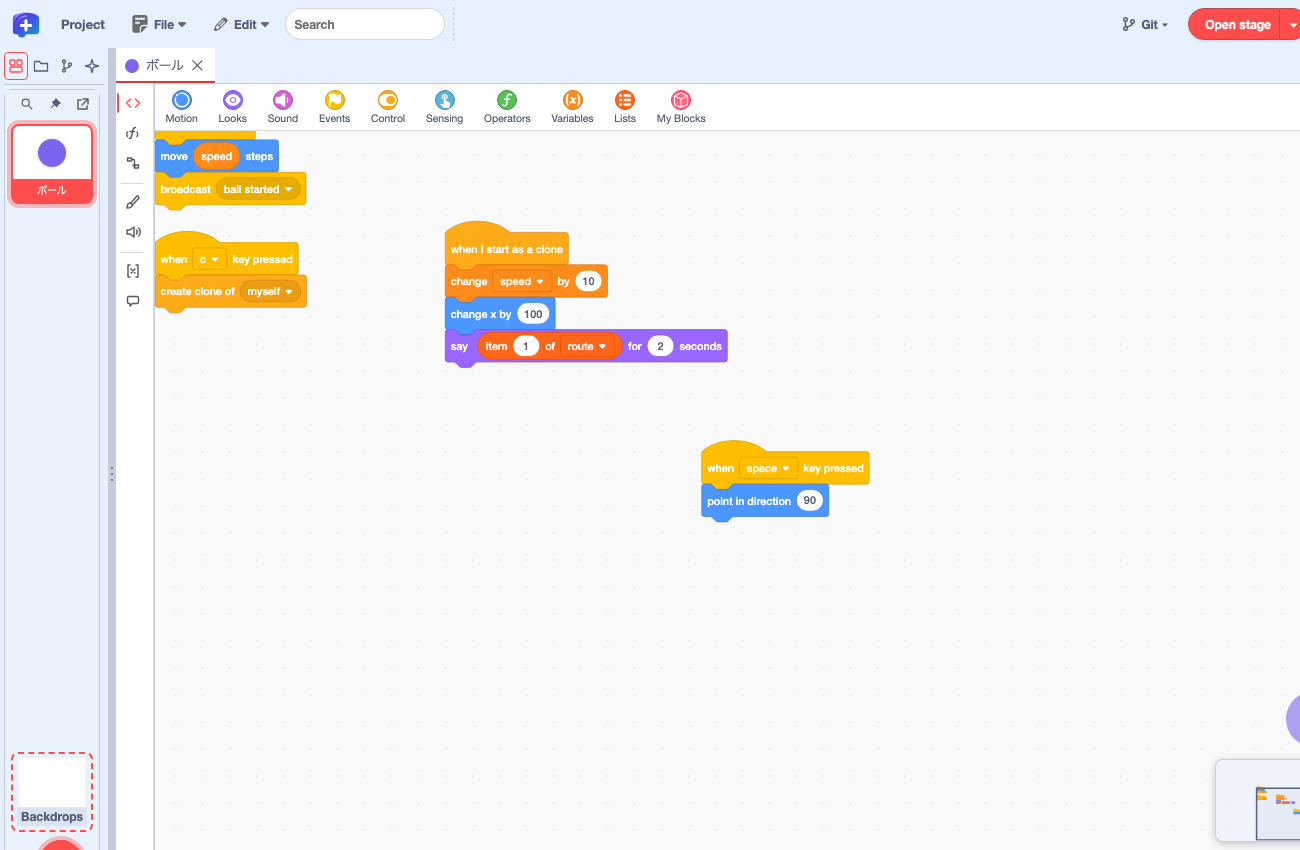 Project File Edit Search Git Open stage
ボール
Motion Looks Sound Events Control Sensing Operators Variables Lists My Blocks
move speed steps
broadcast ball started
when c key pressed
create clone of myself
when I start as a clone
change speed by 10
change x by 100
say item 1 of route for 2 seconds
when space key pressed
point in direction 90
ボール
Backdrops